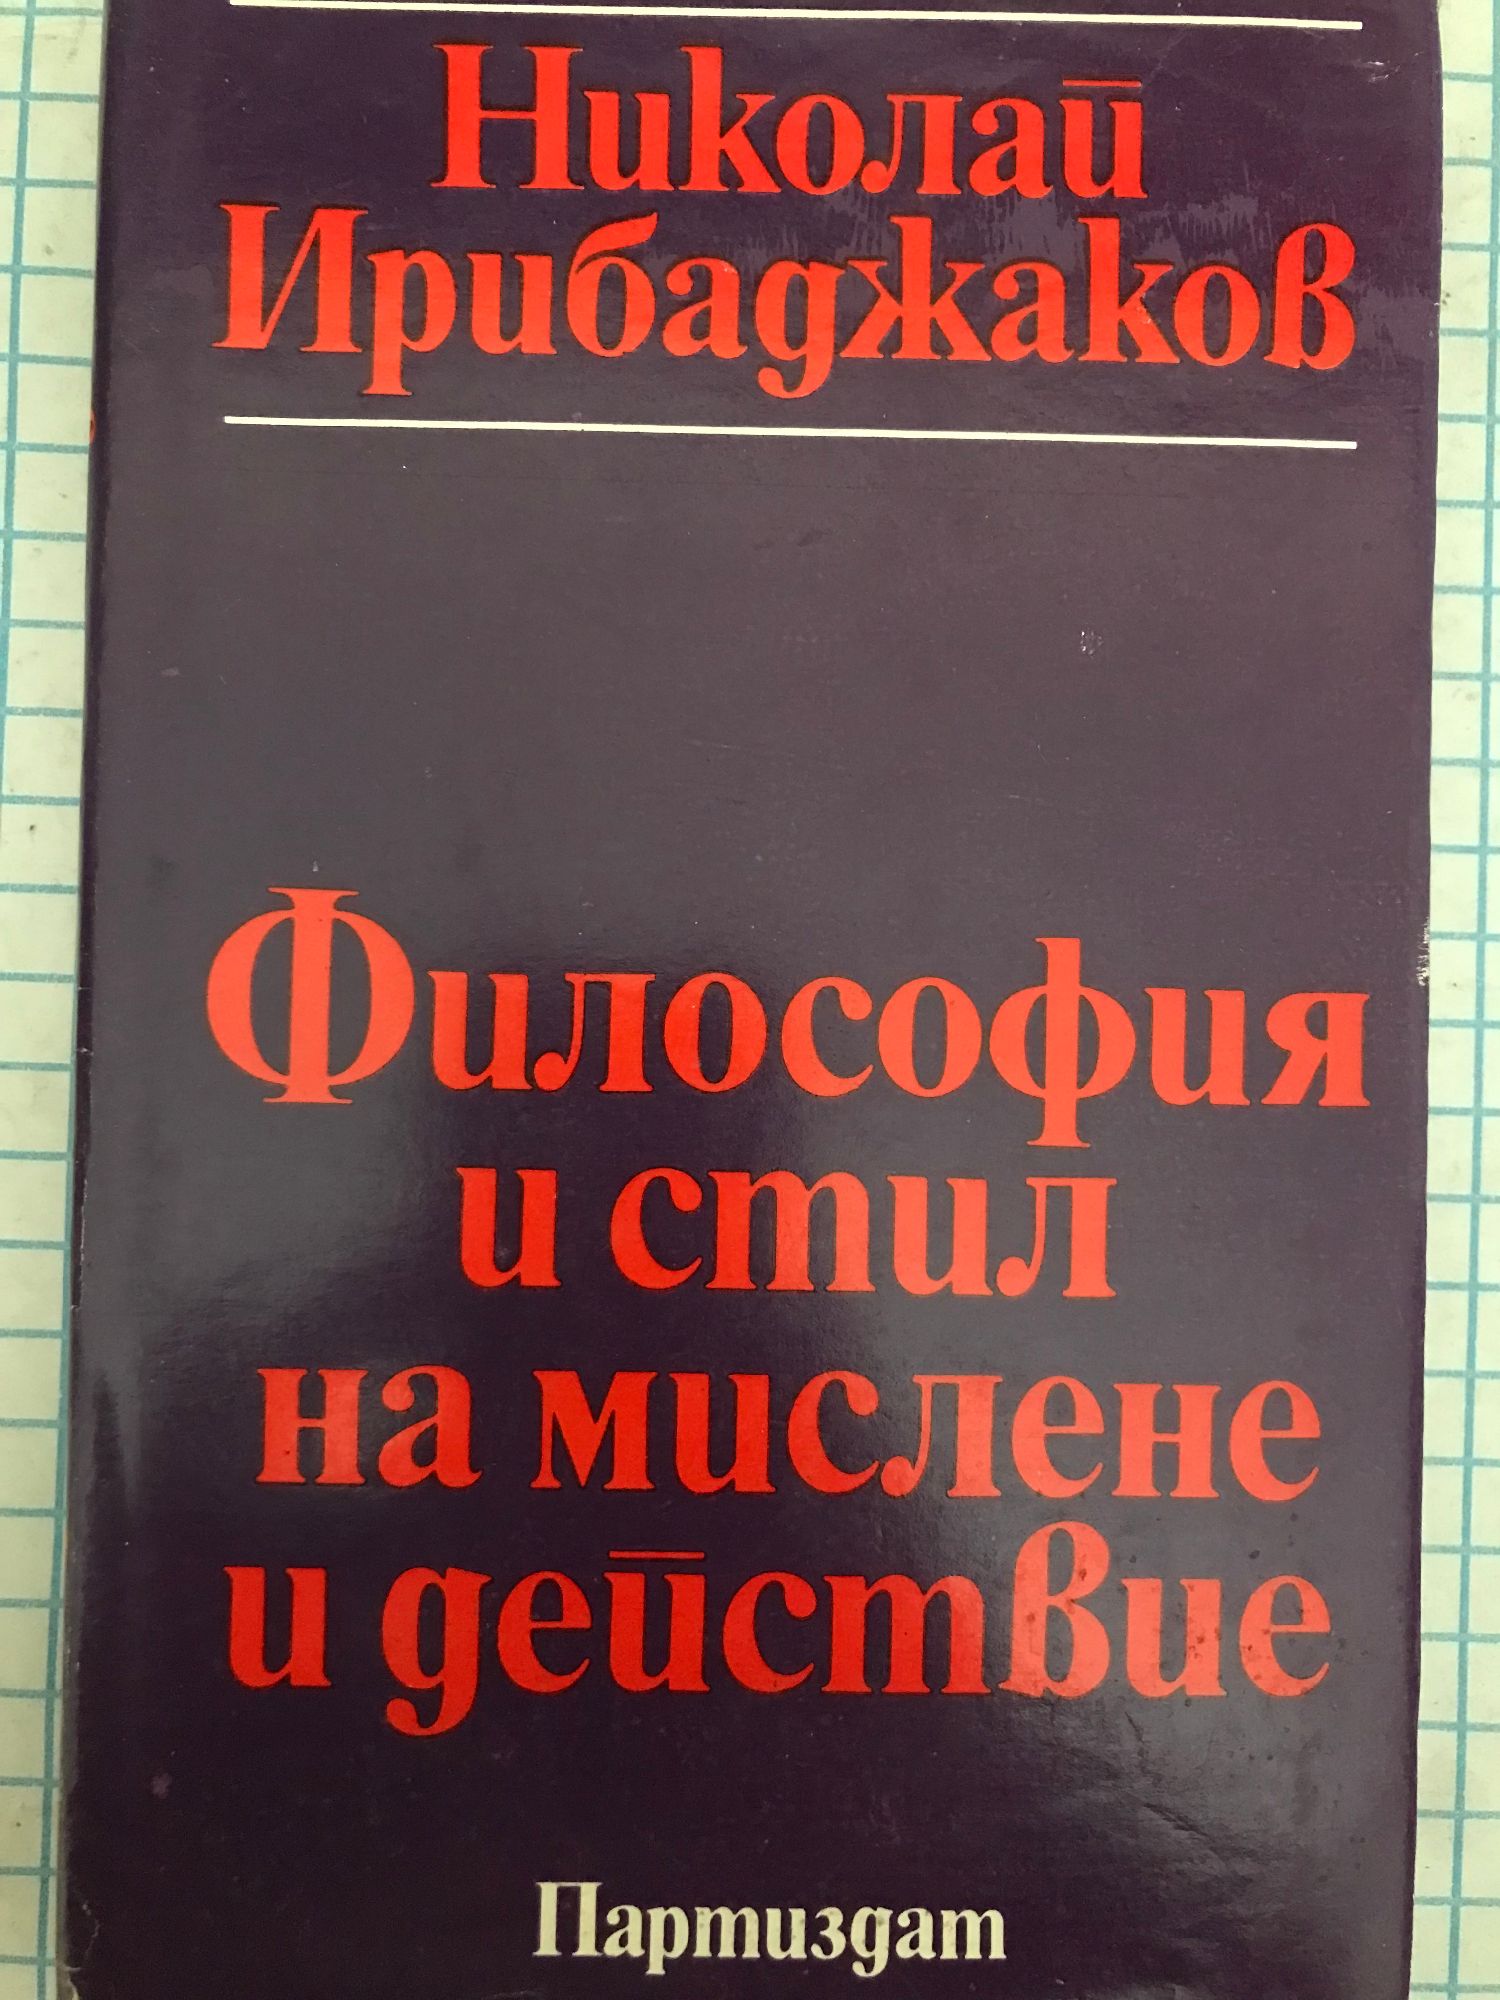 Николай
Ирибаджаков
Философия
и стил
на мислене
и действие
Партиздат